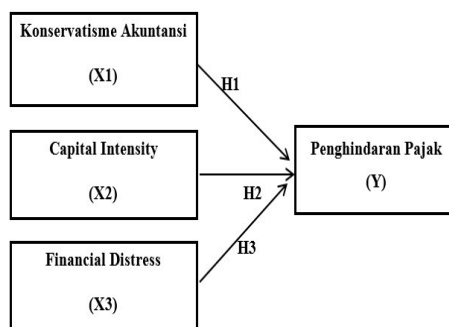 Konservatisme Akuntansi
(X1)
H1
Capital Intensity
(X2)
H2
Penghindaran Pajak
(Y)
H3
Financial Distress
(X3)